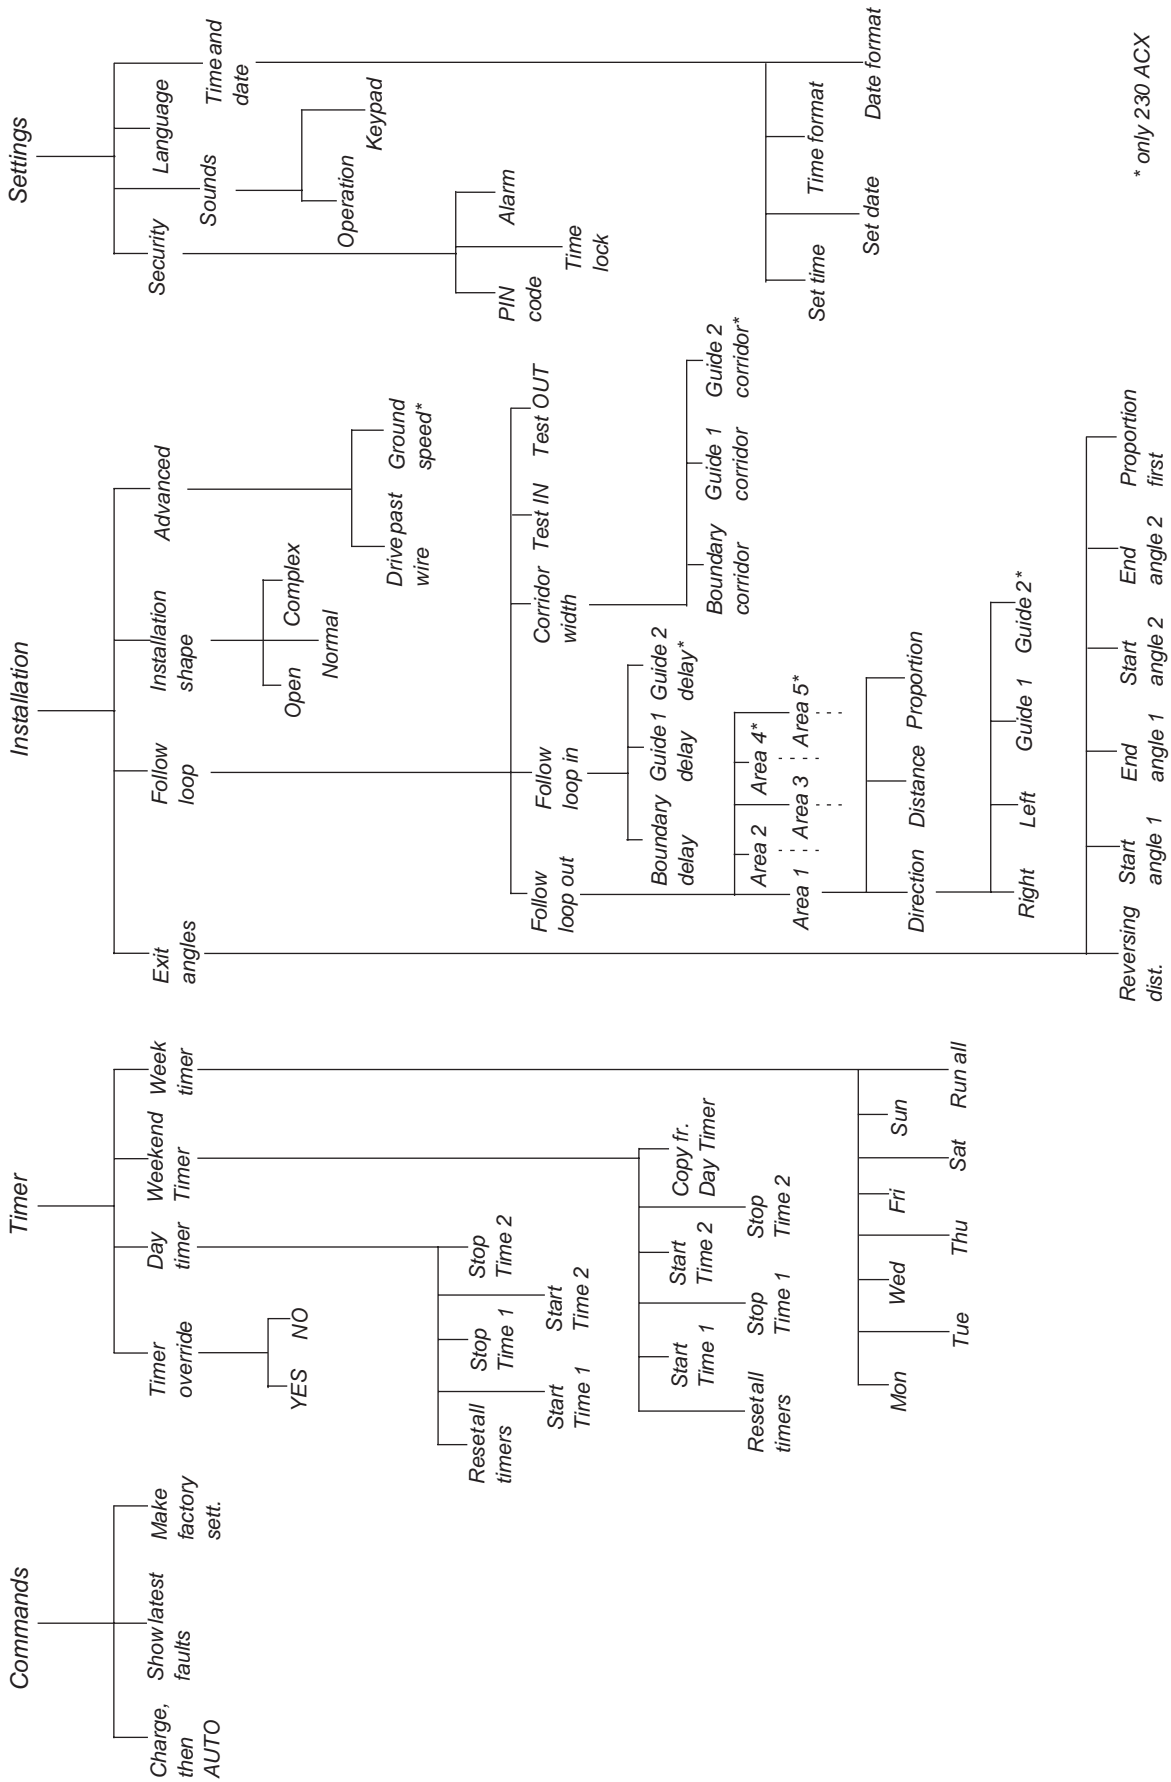 Commands
Charge,
then
AUTO
Show latest
faults
Make
factory
sett.
Timer
Timer
override
YES
NO
Day
timer
Reset all
timers
Start
Time 1
Stop
Time 1
Start
Time 2
Stop
Time 2
Weekend
Timer
Reset all
timers
Start
Time 1
Stop
Time 1
Start
Time 2
Stop
Time 2
Copy fr.
Day Timer
Week
timer
Mon
Tue
Wed
Thu
Fri
Sat
Sun
Run all
Installation
Exit
angles
Reversing
dist.
Start
angle 1
End
angle 1
Start
angle 2
End
angle 2
Proportion
first
Follow
loop
Follow
loop out
Area 1
Area 2
Area 3
Area 4*
Area 5*
Direction
Distance
Proportion
Right
Left
Guide 1
Guide 2*
Follow
loop in
Boundary
delay
Guide 1
delay
Guide 2
delay*
Corridor
width
Boundary
corridor
Guide 1
corridor
Guide 2
corridor*
Test IN
Test OUT
Installation
shape
Open
Normal
Complex
Advanced
Drive past
wire
Ground
speed*
Settings
Security
PIN
code
Time
lock
Alarm
Sounds
Operation
Keypad
Language
Time and
date
Set time
Set date
Time format
Date format
* only 230 ACX